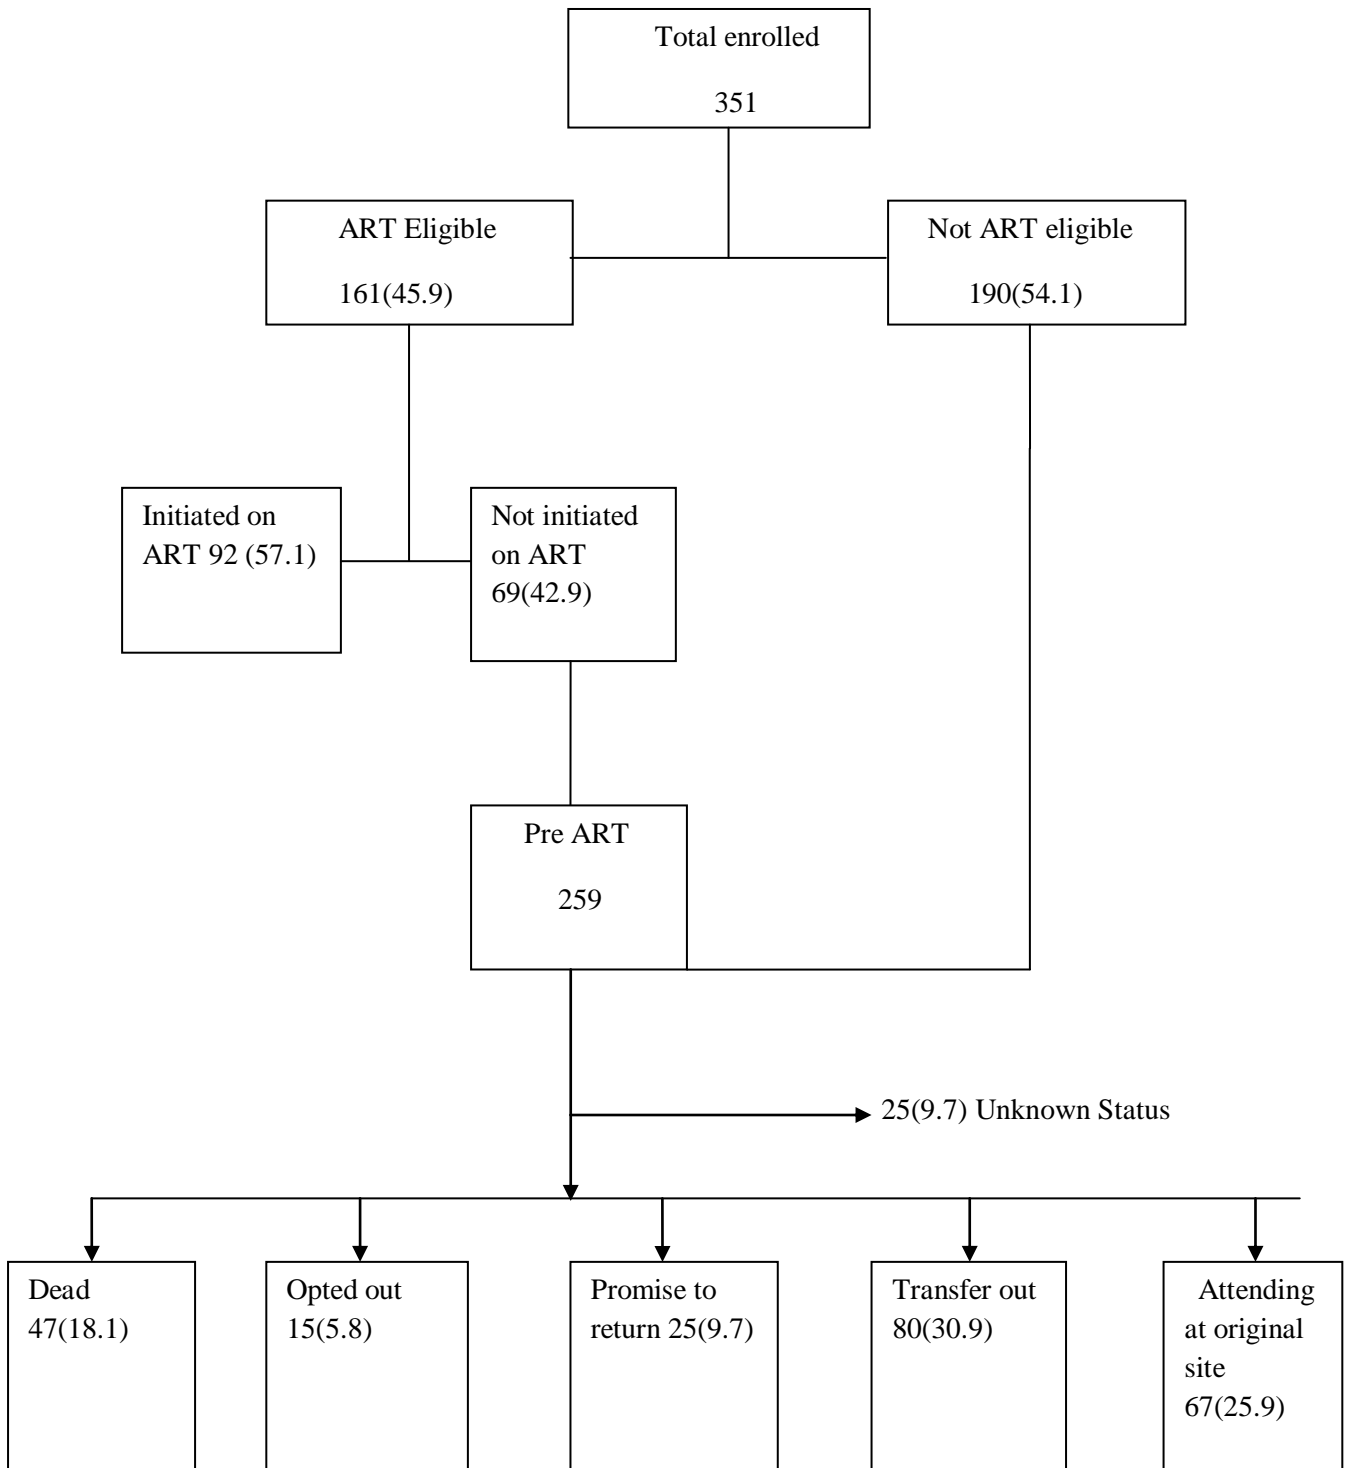 Total enrolled
351
ART Eligible
161(45.9)
Not ART eligible
190(54.1)
Initiated on
ART 92 (57.1)
Not initiated
on ART
69(42.9)
Pre ART
259
25(9.7) Unknown Status
Dead
47(18.1)
Opted out
15(5.8)
Promise to
return 25(9.7)
Transfer out
80(30.9)
Attending
at original
site
67(25.9)